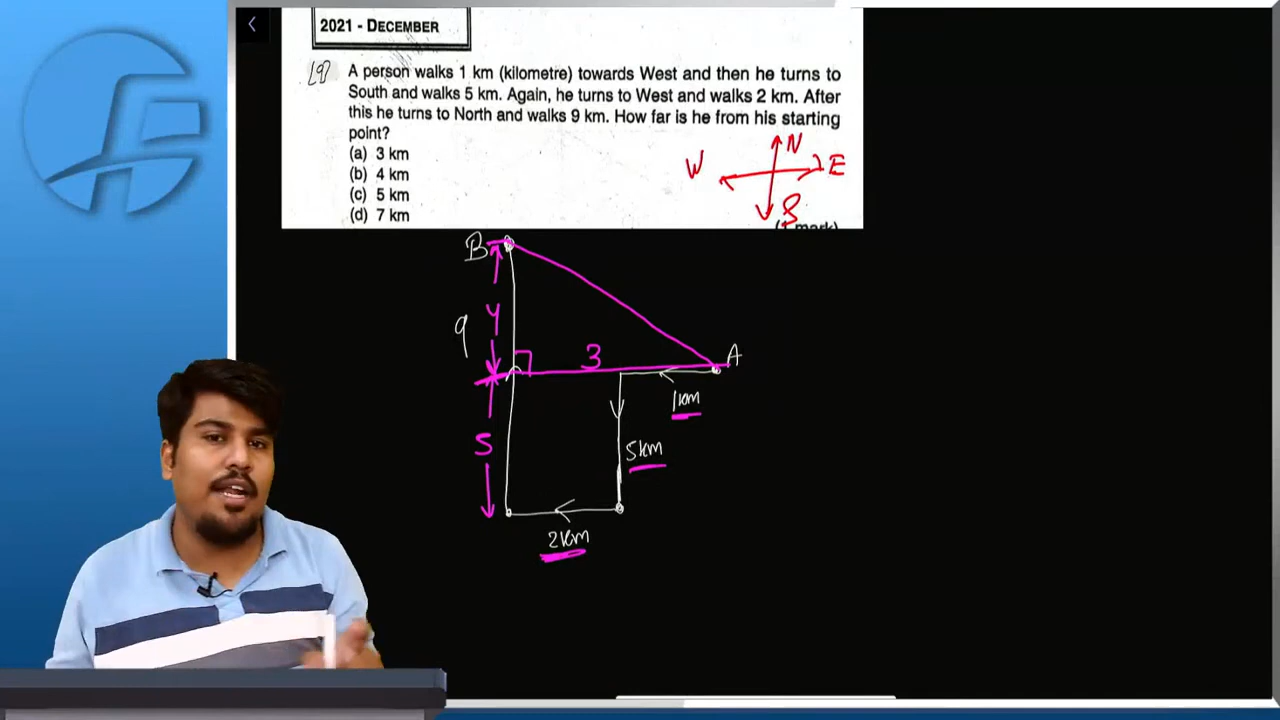 2021 - DECEMBER
A person walks 1 km (kilometre) towards West and then he turns to
South and walks 5 km. Again, he turns to West and walks 2 km. After
this he turns to North and walks 9 km. How far is he from his starting
point?
(a) 3 km
(b) 4 km
(c) 5 km
(d) 7 km
N
W
E
S
mark)
B
4
9
3
A
1km
5
5km
2km